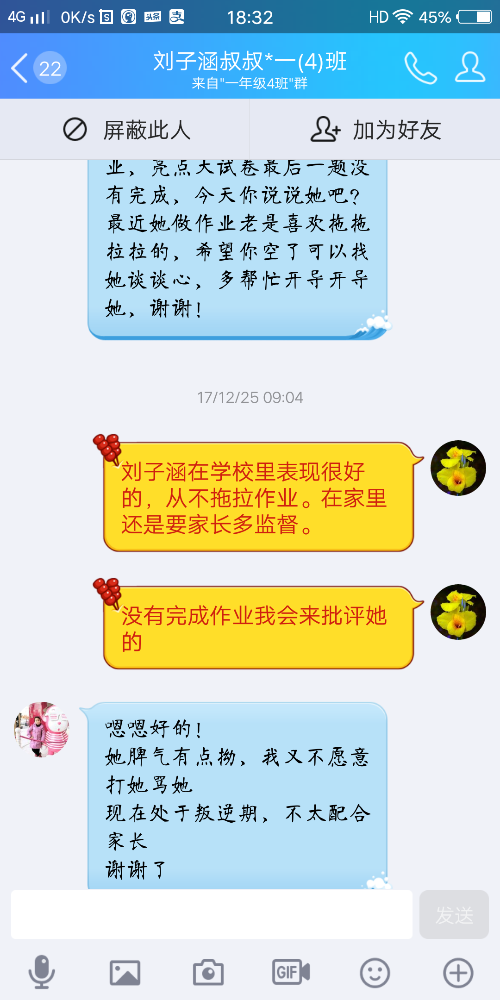 4G 0K/s S 头条 支 18:32 HD 45%
22 刘子涵叔叔*一(4)班
来自"一年级4班"群
屏蔽此人 加为好友
业、亮点大试卷最后一题没
有完成、今天你说说她吧?
最近她做作业老是喜欢拖拖
拉拉的、希望你空了可以找
她谈谈心、多帮忙开导开导
她、谢谢!
17/12/25 09:04
刘子涵在学校里表现很好
的，从不拖拉作业。在家里
还是要家长多监督。
没有完成作业我会来批评她
的
嗯嗯好的!
她脾气有点拗、我又不愿意
打她骂她
现在处于叛逆期、不太配合
家长
谢谢了
发送
GIF